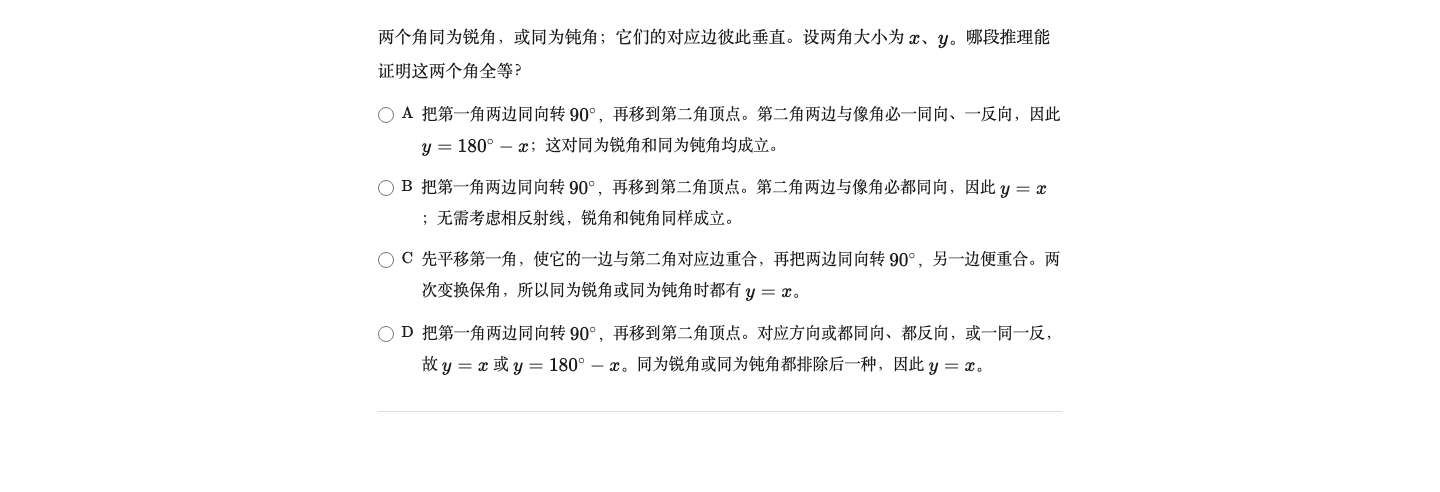 两个角同为锐角，或同为钝角；它们的对应边彼此垂直。设两角大小为 x、y。哪段推理能
证明这两个角全等?
A 把第一角两边同向转 90°，再移到第二角顶点。第二角两边与像角必一同向、一反向，因此
y = 180° − x；这对同为锐角和同为钝角均成立。
B 把第一角两边同向转 90°，再移到第二角顶点。第二角两边与像角必都同向，因此 y = x
；无需考虑相反射线，锐角和钝角同样成立。
C 先平移第一角，使它的一边与第二角对应边重合，再把两边同向转 90°，另一边便重合。两
次变换保角，所以同为锐角或同为钝角时都有 y = x。
D 把第一角两边同向转 90°，再移到第二角顶点。对应方向或都同向、都反向，或一同一反，
故 y = x 或 y = 180° − x。同为锐角或同为钝角都排除后一种，因此 y = x。